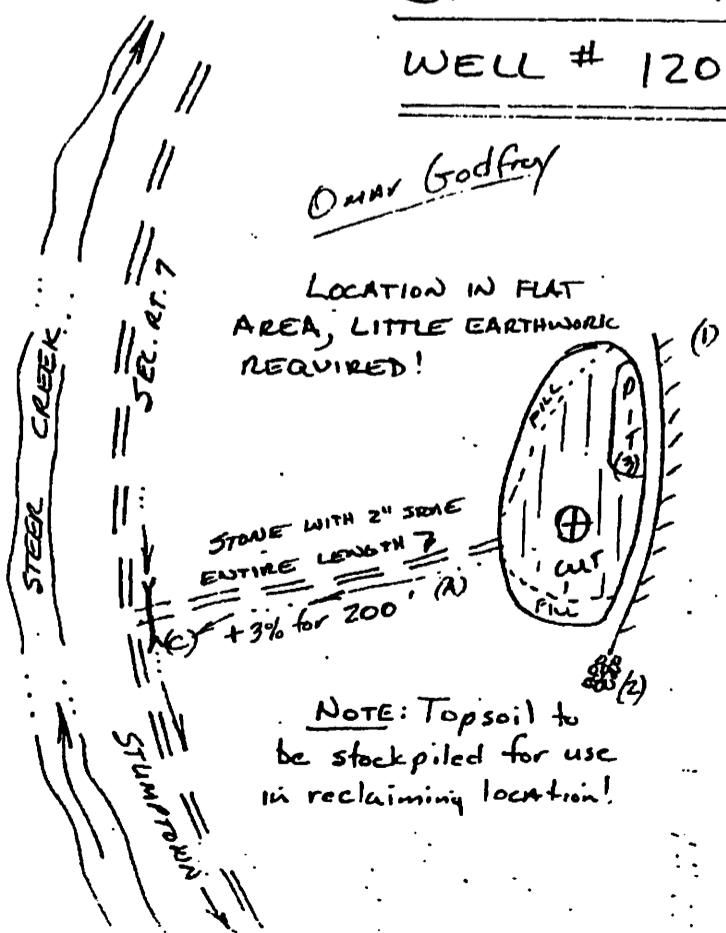 WELL # 120
Omar Godfrey
LOCATION IN FLAT
AREA, LITTLE EARTHWORK
REQUIRED!
(1)
SEC. RT. 7
STEER CREEK
FILL
PIT
(3)
STONE WITH 2" STONE
ENTIRE LENGTH
CUT
FILL
(A)
(C) +3% for 200'
(2)
NOTE: Topsoil to
be stockpiled for use
in reclaiming location!
STUMPTOWN